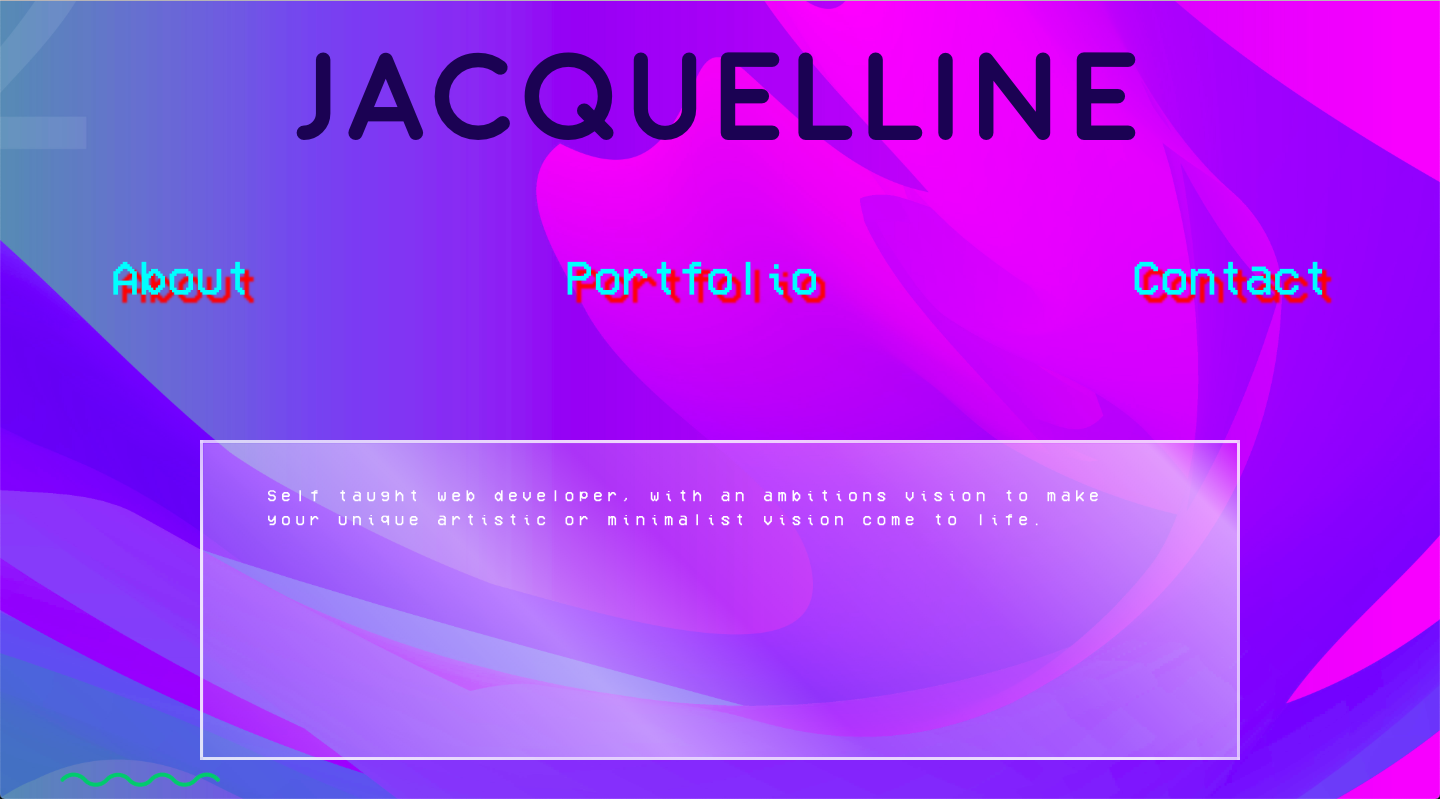 JACQUELLINE
About Portfolio Contact
Self taught web developer, with an ambitions vision to make
your unique artistic or minimalist vision come to life.